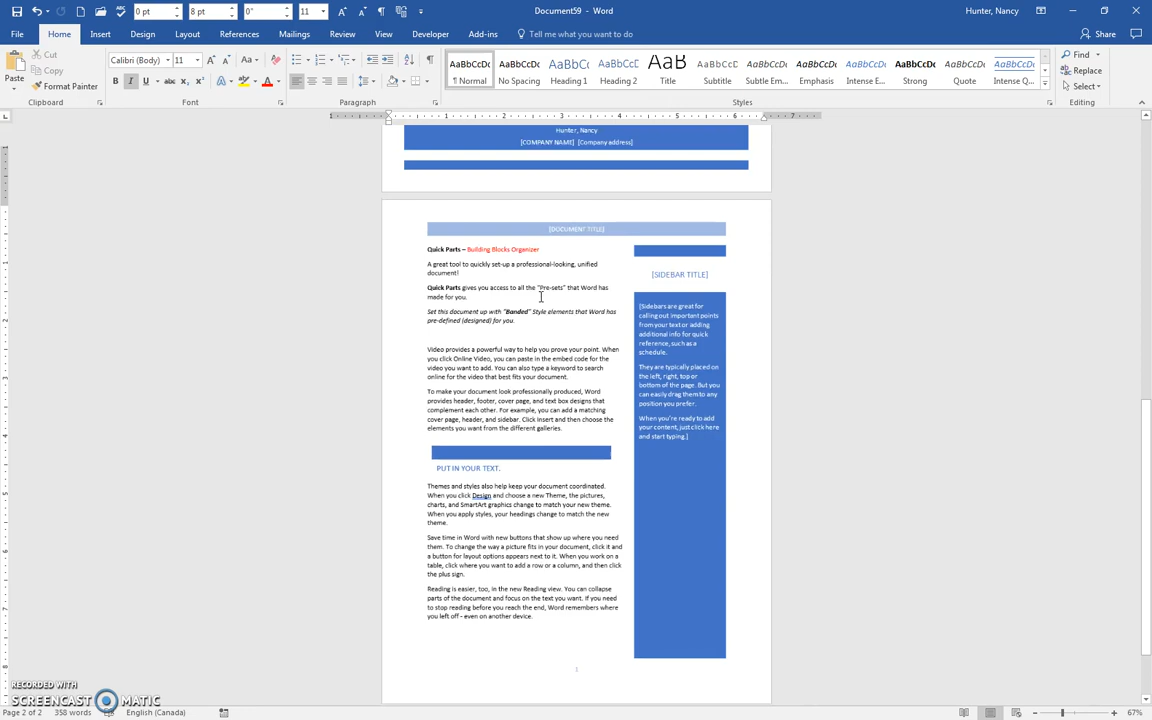 0 pt
8 pt
0°
11
Document59 - Word
Hunter, Nancy
File
Home
Insert
Design
Layout
References
Mailings
Review
View
Developer
Add-ins
Tell me what you want to do
Share
Paste
Cut
Copy
Format Painter
Clipboard
Calibri (Body)
11
Font
Paragraph
AaBbCcDc
¶ Normal
AaBbCcDc
No Spacing
AaBbCc
Heading 1
AaBbCcC
Heading 2
AaB
Title
AaBbCcC
Subtitle
AaBbCcDc
Subtle Em...
AaBbCcDc
Emphasis
AaBbCcDc
Intense E...
AaBbCcDc
Strong
AaBbCcDc
Quote
AaBbCcDc
Intense Q...
Styles
Find
Replace
Select
Editing
Hunter, Nancy
[COMPANY NAME] [Company address]
[DOCUMENT TITLE]
Quick Parts – Building Blocks Organizer
A great tool to quickly set-up a professional-looking, unified
document!
Quick Parts gives you access to all the "Pre-sets" that Word has
made for you.
Set this document up with "Banded" Style elements that Word has
pre-defined (designed) for you.
Video provides a powerful way to help you prove your point. When
you click Online Video, you can paste in the embed code for the
video you want to add. You can also type a keyword to search
online for the video that best fits your document.
To make your document look professionally produced, Word
provides header, footer, cover page, and text box designs that
complement each other. For example, you can add a matching
cover page, header, and sidebar. Click Insert and then choose the
elements you want from the different galleries.
PUT IN YOUR TEXT.
Themes and styles also help keep your document coordinated.
When you click Design and choose a new Theme, the pictures,
charts, and SmartArt graphics change to match your new theme.
When you apply styles, your headings change to match the new
theme.
Save time in Word with new buttons that show up where you need
them. To change the way a picture fits in your document, click it and
a button for layout options appears next to it. When you work on a
table, click where you want to add a row or a column, and then click
the plus sign.
Reading is easier, too, in the new Reading view. You can collapse
parts of the document and focus on the text you want. If you need
to stop reading before you reach the end, Word remembers where
you left off - even on another device.
[SIDEBAR TITLE]
[Sidebars are great for
calling out important points
from your text or adding
additional info for quick
reference, such as a
schedule.
They are typically placed on
the left, right, top or
bottom of the page. But you
can easily drag them to any
position you prefer.
When you're ready to add
your content, just click here
and start typing.]
1
RECORDED WITH
SCREENCAST MATIC
Page 2 of 2
358 words
English (Canada)
67%